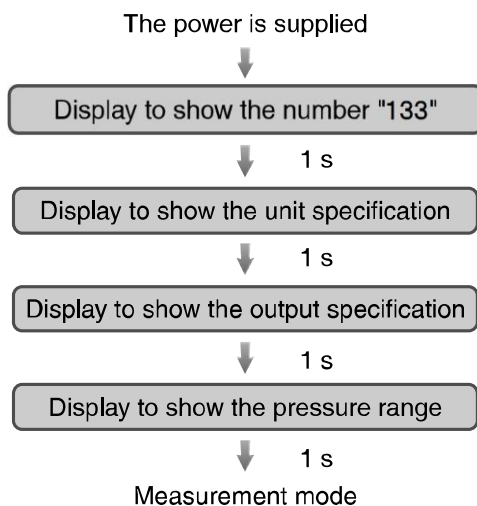 The power is supplied
Display to show the number "133"
1 s
Display to show the unit specification
1 s
Display to show the output specification
1 s
Display to show the pressure range
1 s
Measurement mode